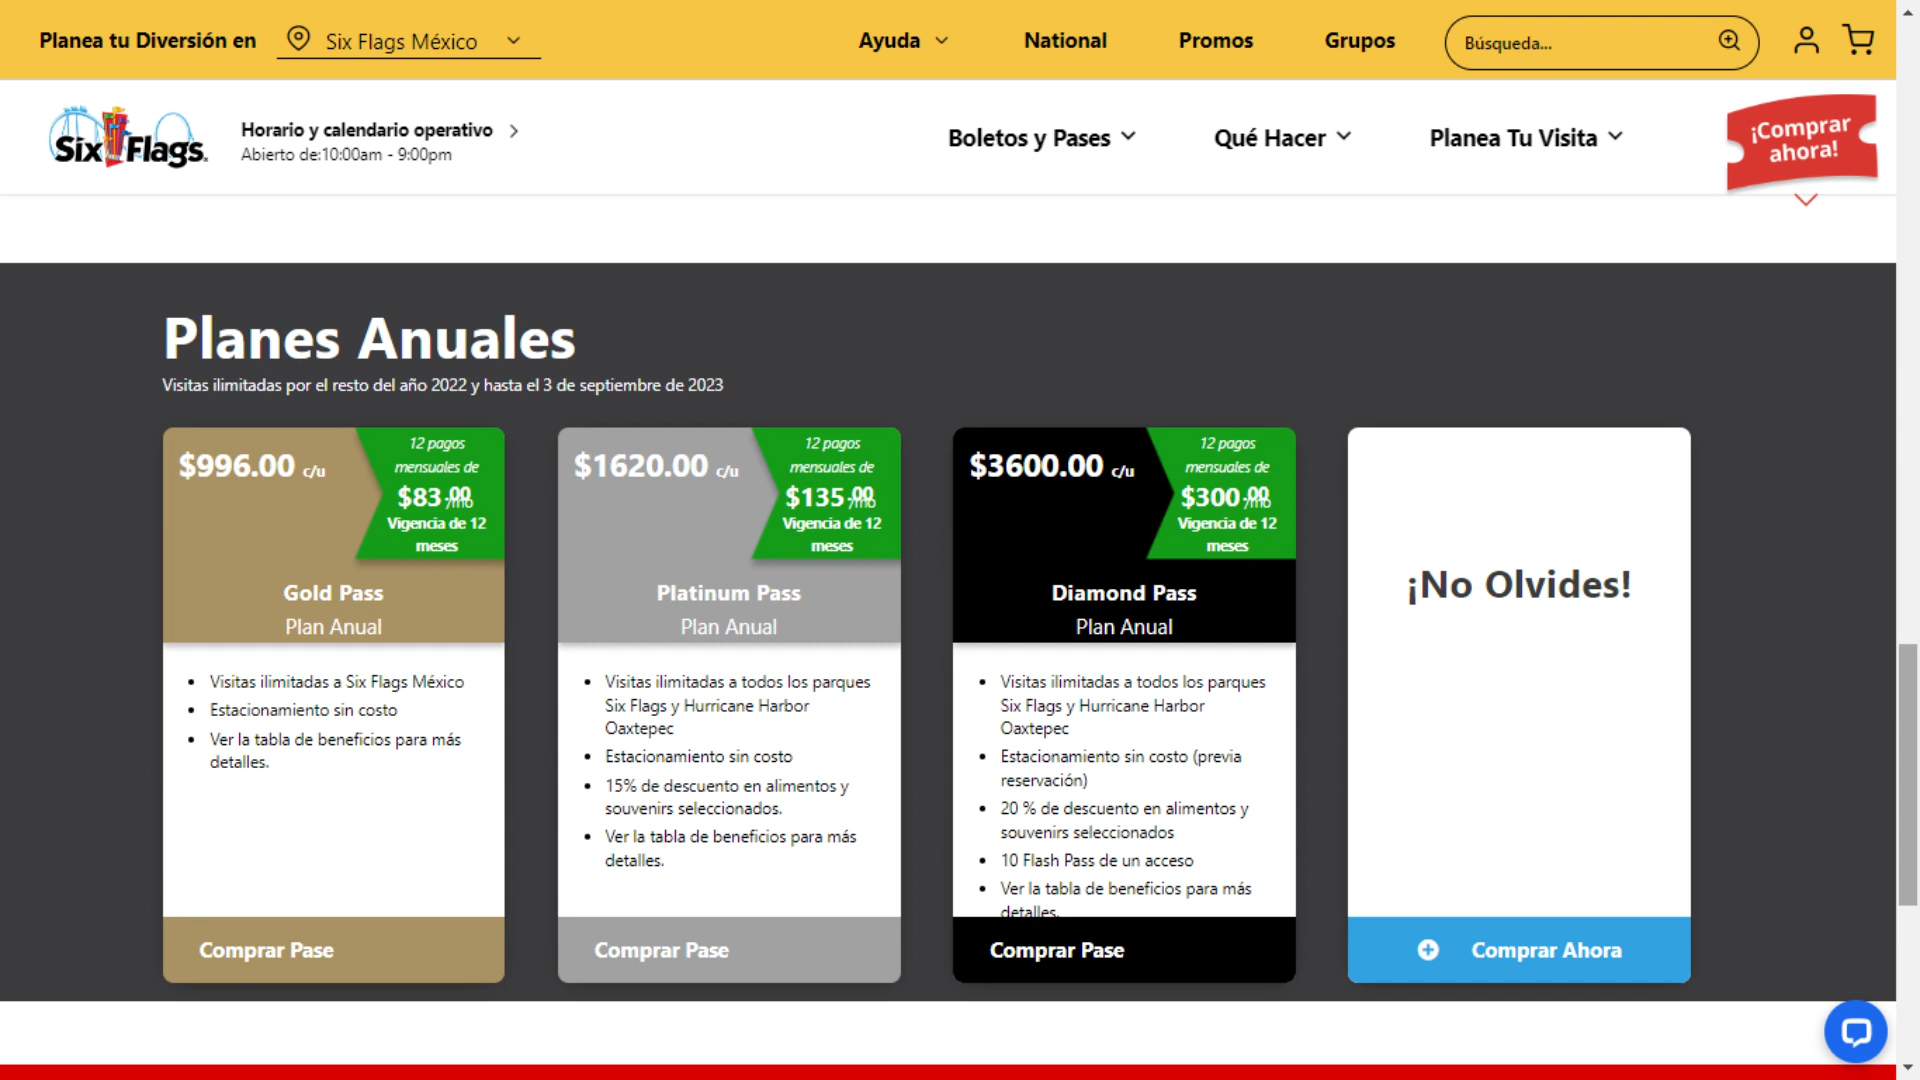 Planea tu Diversión en
Six Flags México
Ayuda
National
Promos
Grupos
Búsqueda...
Six Flags
Horario y calendario operativo
Abierto de:10:00am - 9:00pm
Boletos y Pases
Qué Hacer
Planea Tu Visita
¡Comprar
ahora!
Planes Anuales
Visitas ilimitadas por el resto del año 2022 y hasta el 3 de septiembre de 2023
$996.00 c/u
12 pagos
mensuales de
$83.00/mo
Vigencia de 12
meses
Gold Pass
Plan Anual
Visitas ilimitadas a Six Flags México
Estacionamiento sin costo
Ver la tabla de beneficios para más
detalles.
Comprar Pase
$1620.00 c/u
12 pagos
mensuales de
$135.00/mo
Vigencia de 12
meses
Platinum Pass
Plan Anual
Visitas ilimitadas a todos los parques
Six Flags y Hurricane Harbor
Oaxtepec
Estacionamiento sin costo
15% de descuento en alimentos y
souvenirs seleccionados.
Ver la tabla de beneficios para más
detalles.
Comprar Pase
$3600.00 c/u
12 pagos
mensuales de
$300.00/mo
Vigencia de 12
meses
Diamond Pass
Plan Anual
Visitas ilimitadas a todos los parques
Six Flags y Hurricane Harbor
Oaxtepec
Estacionamiento sin costo (previa
reservación)
20 % de descuento en alimentos y
souvenirs seleccionados
10 Flash Pass de un acceso
Ver la tabla de beneficios para más
detalles.
Comprar Pase
¡No Olvides!
Comprar Ahora